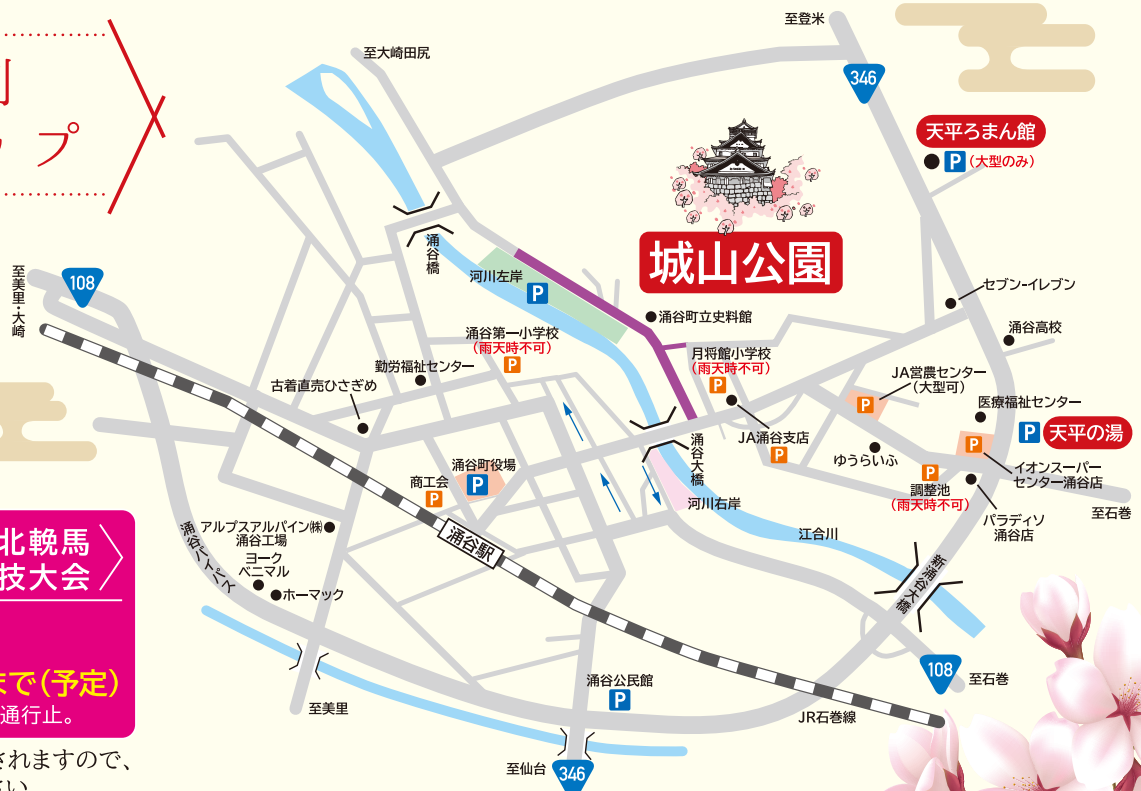 ップ
至登米
346
至大崎田尻
天平ろまん館
P (大型のみ)
城山公園
至美里・大崎
108
涌谷橋
河川左岸
P
セブン-イレブン
涌谷町立史料館
涌谷高校
涌谷第一小学校
(雨天時不可)
P
月将館小学校
(雨天時不可)
P
勤労福祉センター
古着直売ひさぎめ
JA営農センター
(大型可)
P
医療福祉センター
P 天平の湯
JA涌谷支店
P
涌谷大橋
ゆうらいふ
P
イオンスーパー
センター涌谷店
涌谷町役場
P
商工会
P
P
調整池
(雨天時不可)
河川右岸
パラディソ
涌谷店
至石巻
北輓馬
技大会
涌谷バイパス
アルプスアルパイン㈱
涌谷工場
涌谷駅
江合川
ヨーク
ベニマル
ホーマック
新涌谷大橋
まで(予定)
通行止。
涌谷公民館
P
108
至石巻
至美里
JR石巻線
されますので、
至仙台
346
さい